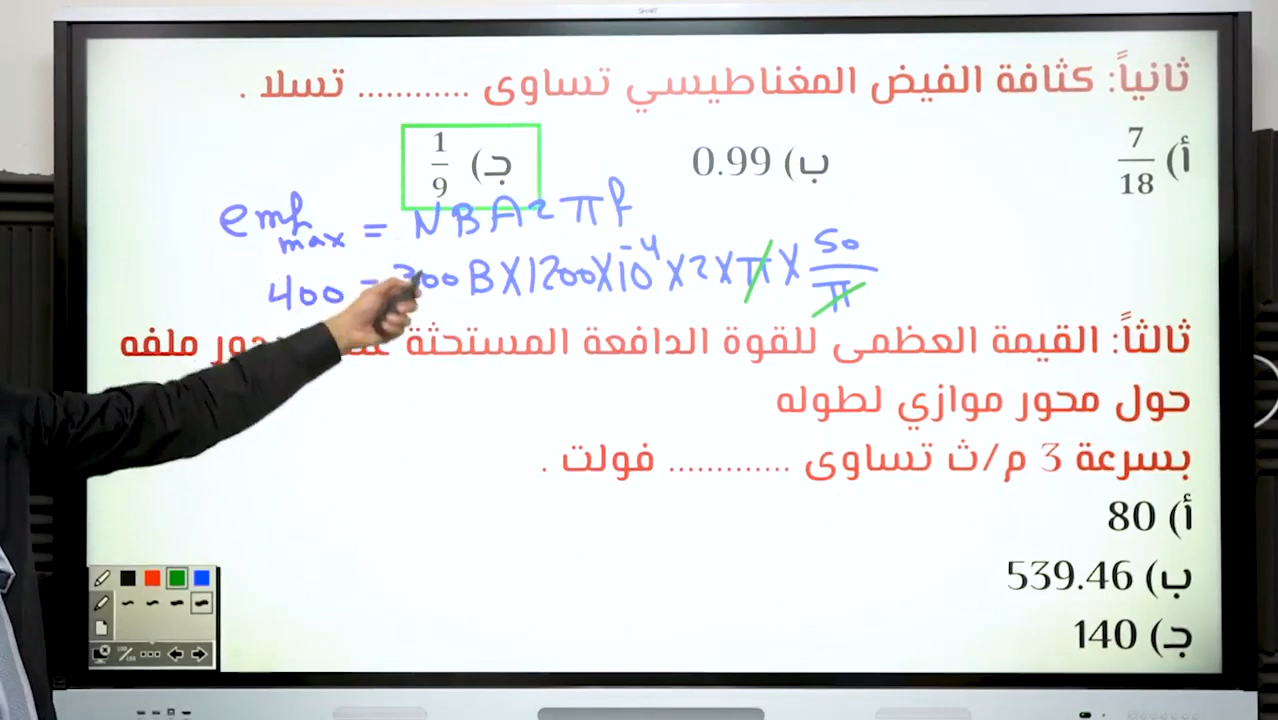 SMART
ثانياً: كثافة الفيض المغناطيسي تساوى ............ تسلا .
أ) 7/18
ب) 0.99
ج) 1/9
emf max = NBA2πf
400 = 300 B × 1200 × 10⁻⁴ × 2 × π × 50/π
ثالثاً: القيمة العظمى للقوة الدافعة المستحثة ملفه
حول محور موازي لطوله
بسرعة 3 م/ث تساوى ............. فولت .
أ) 80
ب) 539.46
ج) 140